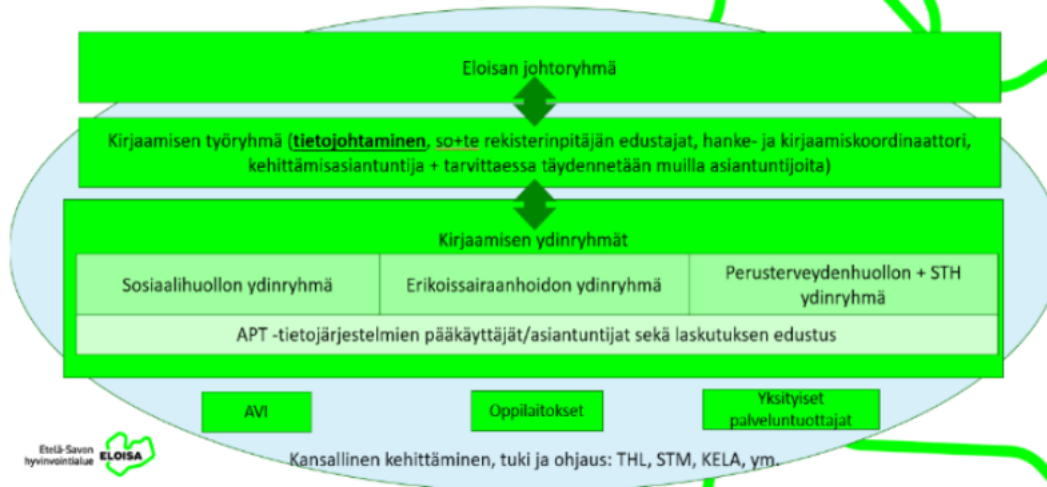 Eloisan johtoryhmä
Kirjaamisen työryhmä (tietojohtaminen, so+te rekisterinpitäjän edustajat, hanke- ja kirjaamiskoordinaattori,
kehittämisasiantuntija + tarvittaessa täydennetään muilla asiantuntijoita)
Kirjaamisen ydinryhmät
Sosiaalihuollon ydinryhmä
Erikoissairaanhoidon ydinryhmä
Perusterveydenhuollon + STH
ydinryhmä
APT -tietojärjestelmien pääkäyttäjät/asiantuntijat sekä laskutuksen edustus
AVI
Oppilaitokset
Yksityiset
palveluntuottajat
Etelä-Savon
hyvinvointialue
ELOISA
Kansallinen kehittäminen, tuki ja ohjaus: THL, STM, KELA, ym.